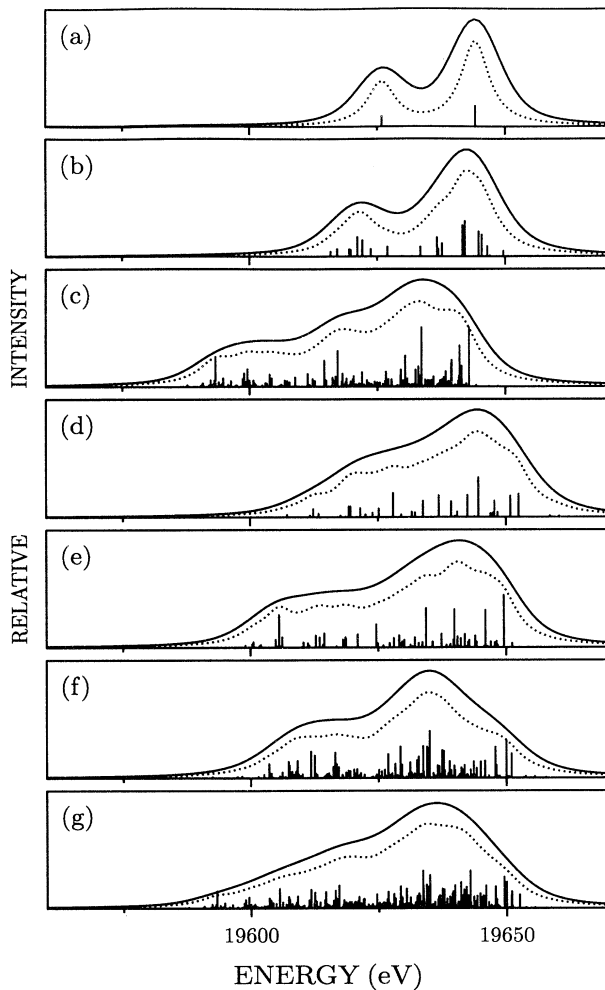 (a)
(b)
(c)
(d)
(e)
(f)
(g)
RELATIVE INTENSITY
19600 19650
ENERGY (eV)